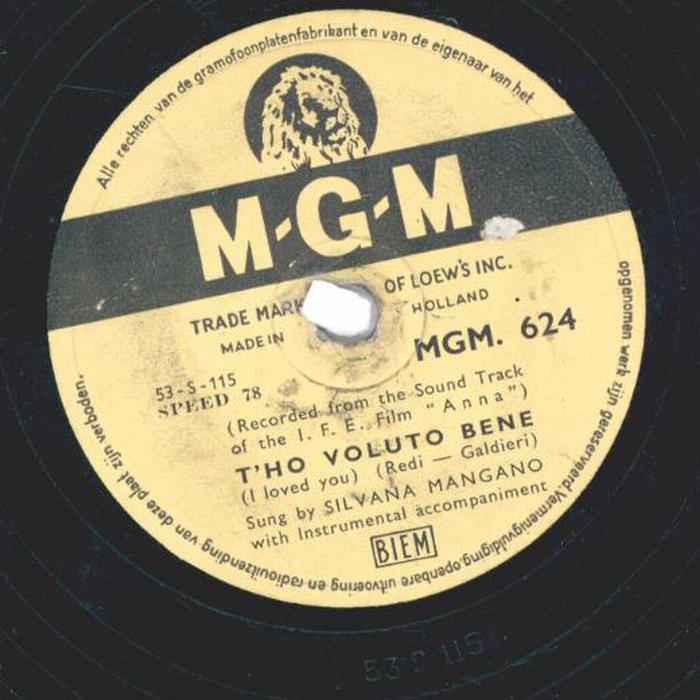 Alle rechten van de gramofoonplatenfabrikant en van de eigenaar van het opgenomen werk zijn gereserveerd. Vermenigvuldiging, openbare uitvoering en radiouitzending van deze plaat zijn verboden.
M-G-M
TRADE MARK OF LOEW'S INC.
MADE IN HOLLAND
MGM. 624
53-S-115
SPEED 78
(Recorded from the Sound Track
of the I. F. E. Film "Anna")
T'HO VOLUTO BENE
(I loved you) (Redi — Galdieri)
Sung by SILVANA MANGANO
with Instrumental accompaniment
BIEM
53 S 115